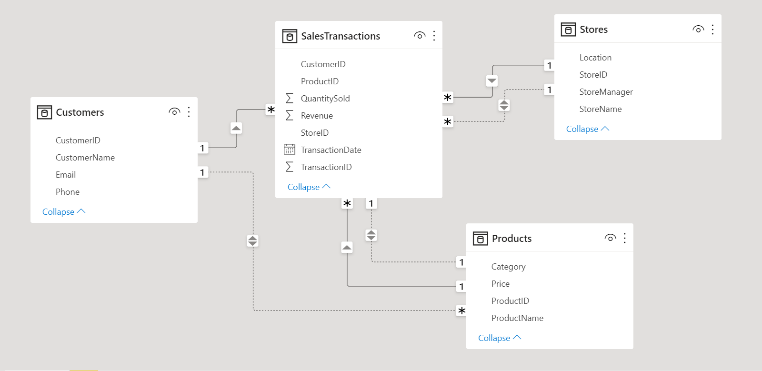 SalesTransactions
CustomerID
ProductID
QuantitySold
Revenue
StoreID
TransactionDate
TransactionID
Collapse
Stores
Location
StoreID
StoreManager
StoreName
Collapse
Customers
CustomerID
CustomerName
Email
Phone
Collapse
Products
Category
Price
ProductID
ProductName
Collapse
1
1
*
*
*
1
1
*
1
1
1
*